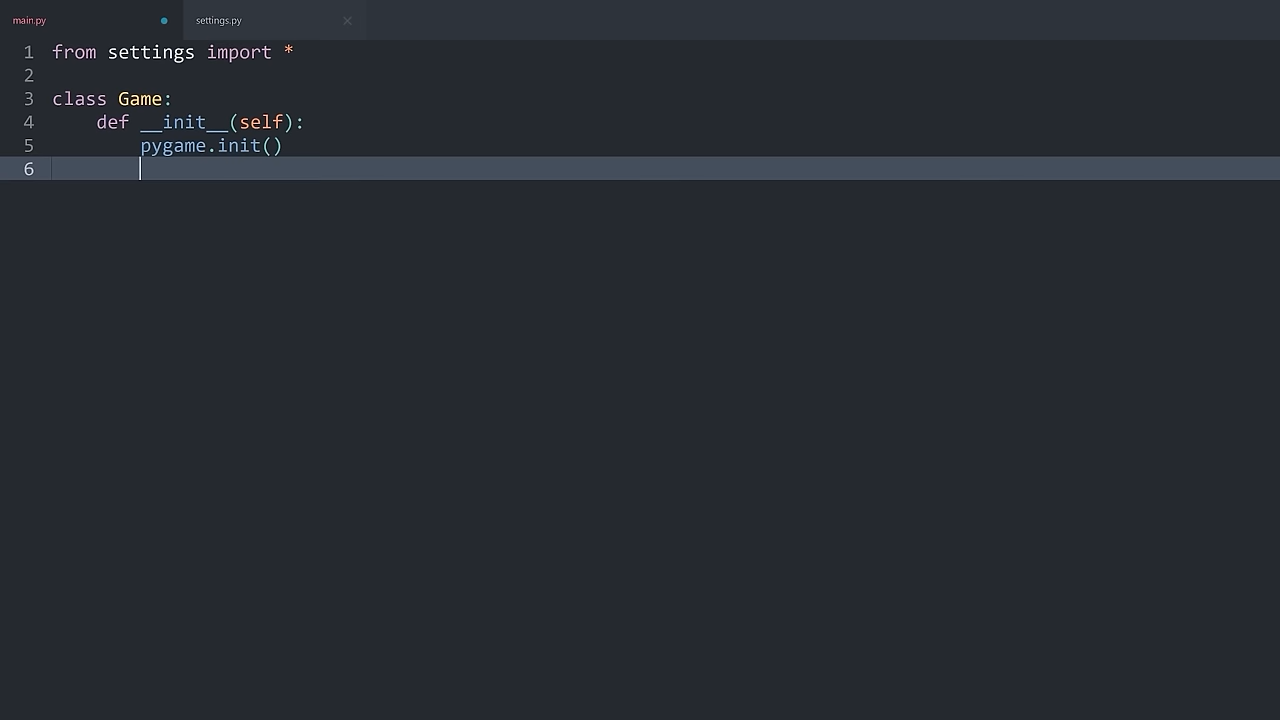 main.py
settings.py
1 from settings import *
2
3 class Game:
4     def __init__(self):
5         pygame.init()
6